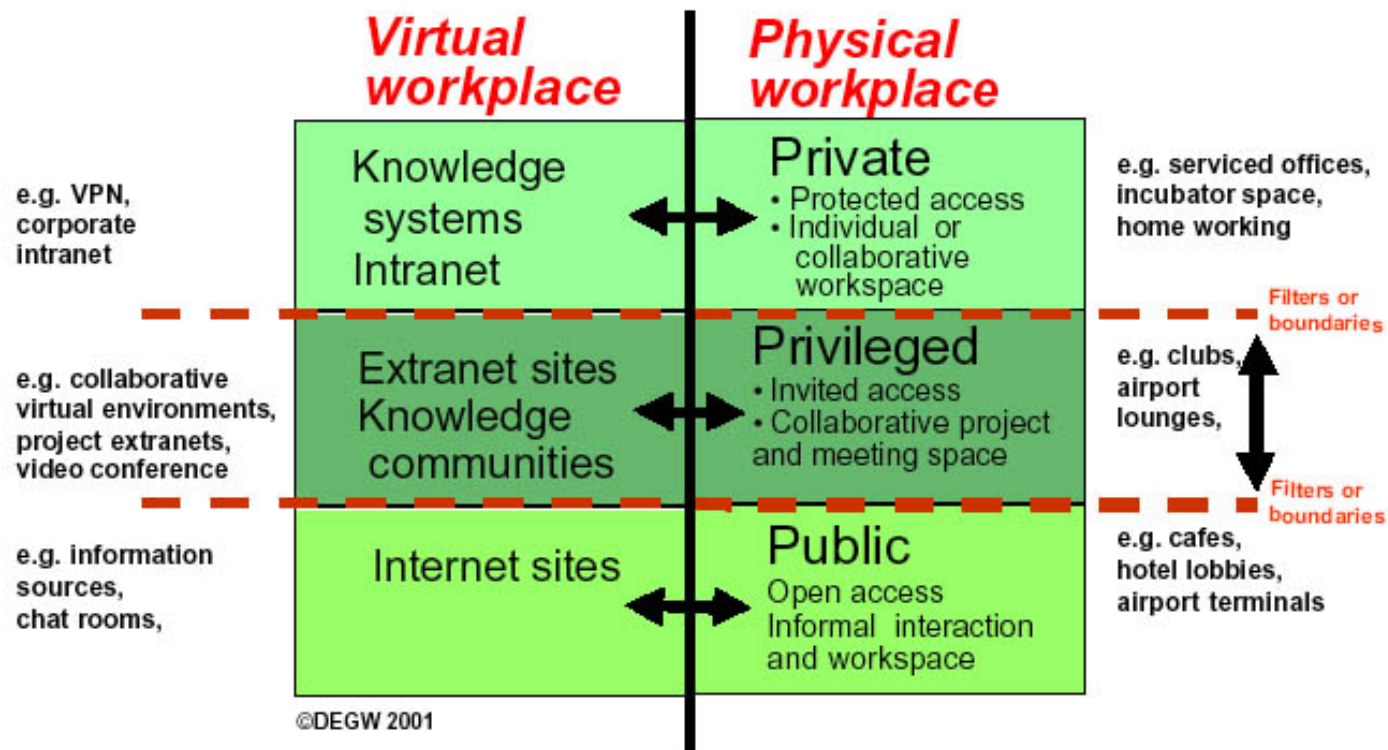 Virtual
workplace
Physical
workplace
e.g. VPN,
corporate
intranet
Knowledge
systems
Intranet
Private
• Protected access
• Individual or
collaborative
workspace
e.g. serviced offices,
incubator space,
home working
Filters or
boundaries
e.g. collaborative
virtual environments,
project extranets,
video conference
Extranet sites
Knowledge
communities
Privileged
• Invited access
• Collaborative project
and meeting space
e.g. clubs,
airport
lounges,
Filters or
boundaries
e.g. information
sources,
chat rooms,
Internet sites
Public
Open access
Informal interaction
and workspace
e.g. cafes,
hotel lobbies,
airport terminals
©DEGW 2001